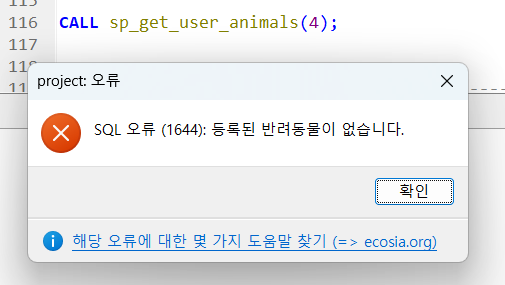 115
116 CALL sp_get_user_animals(4);
117
118
project: 오류
SQL 오류 (1644): 등록된 반려동물이 없습니다.
확인
해당 오류에 대한 몇 가지 도움말 찾기 (=> ecosia.org)